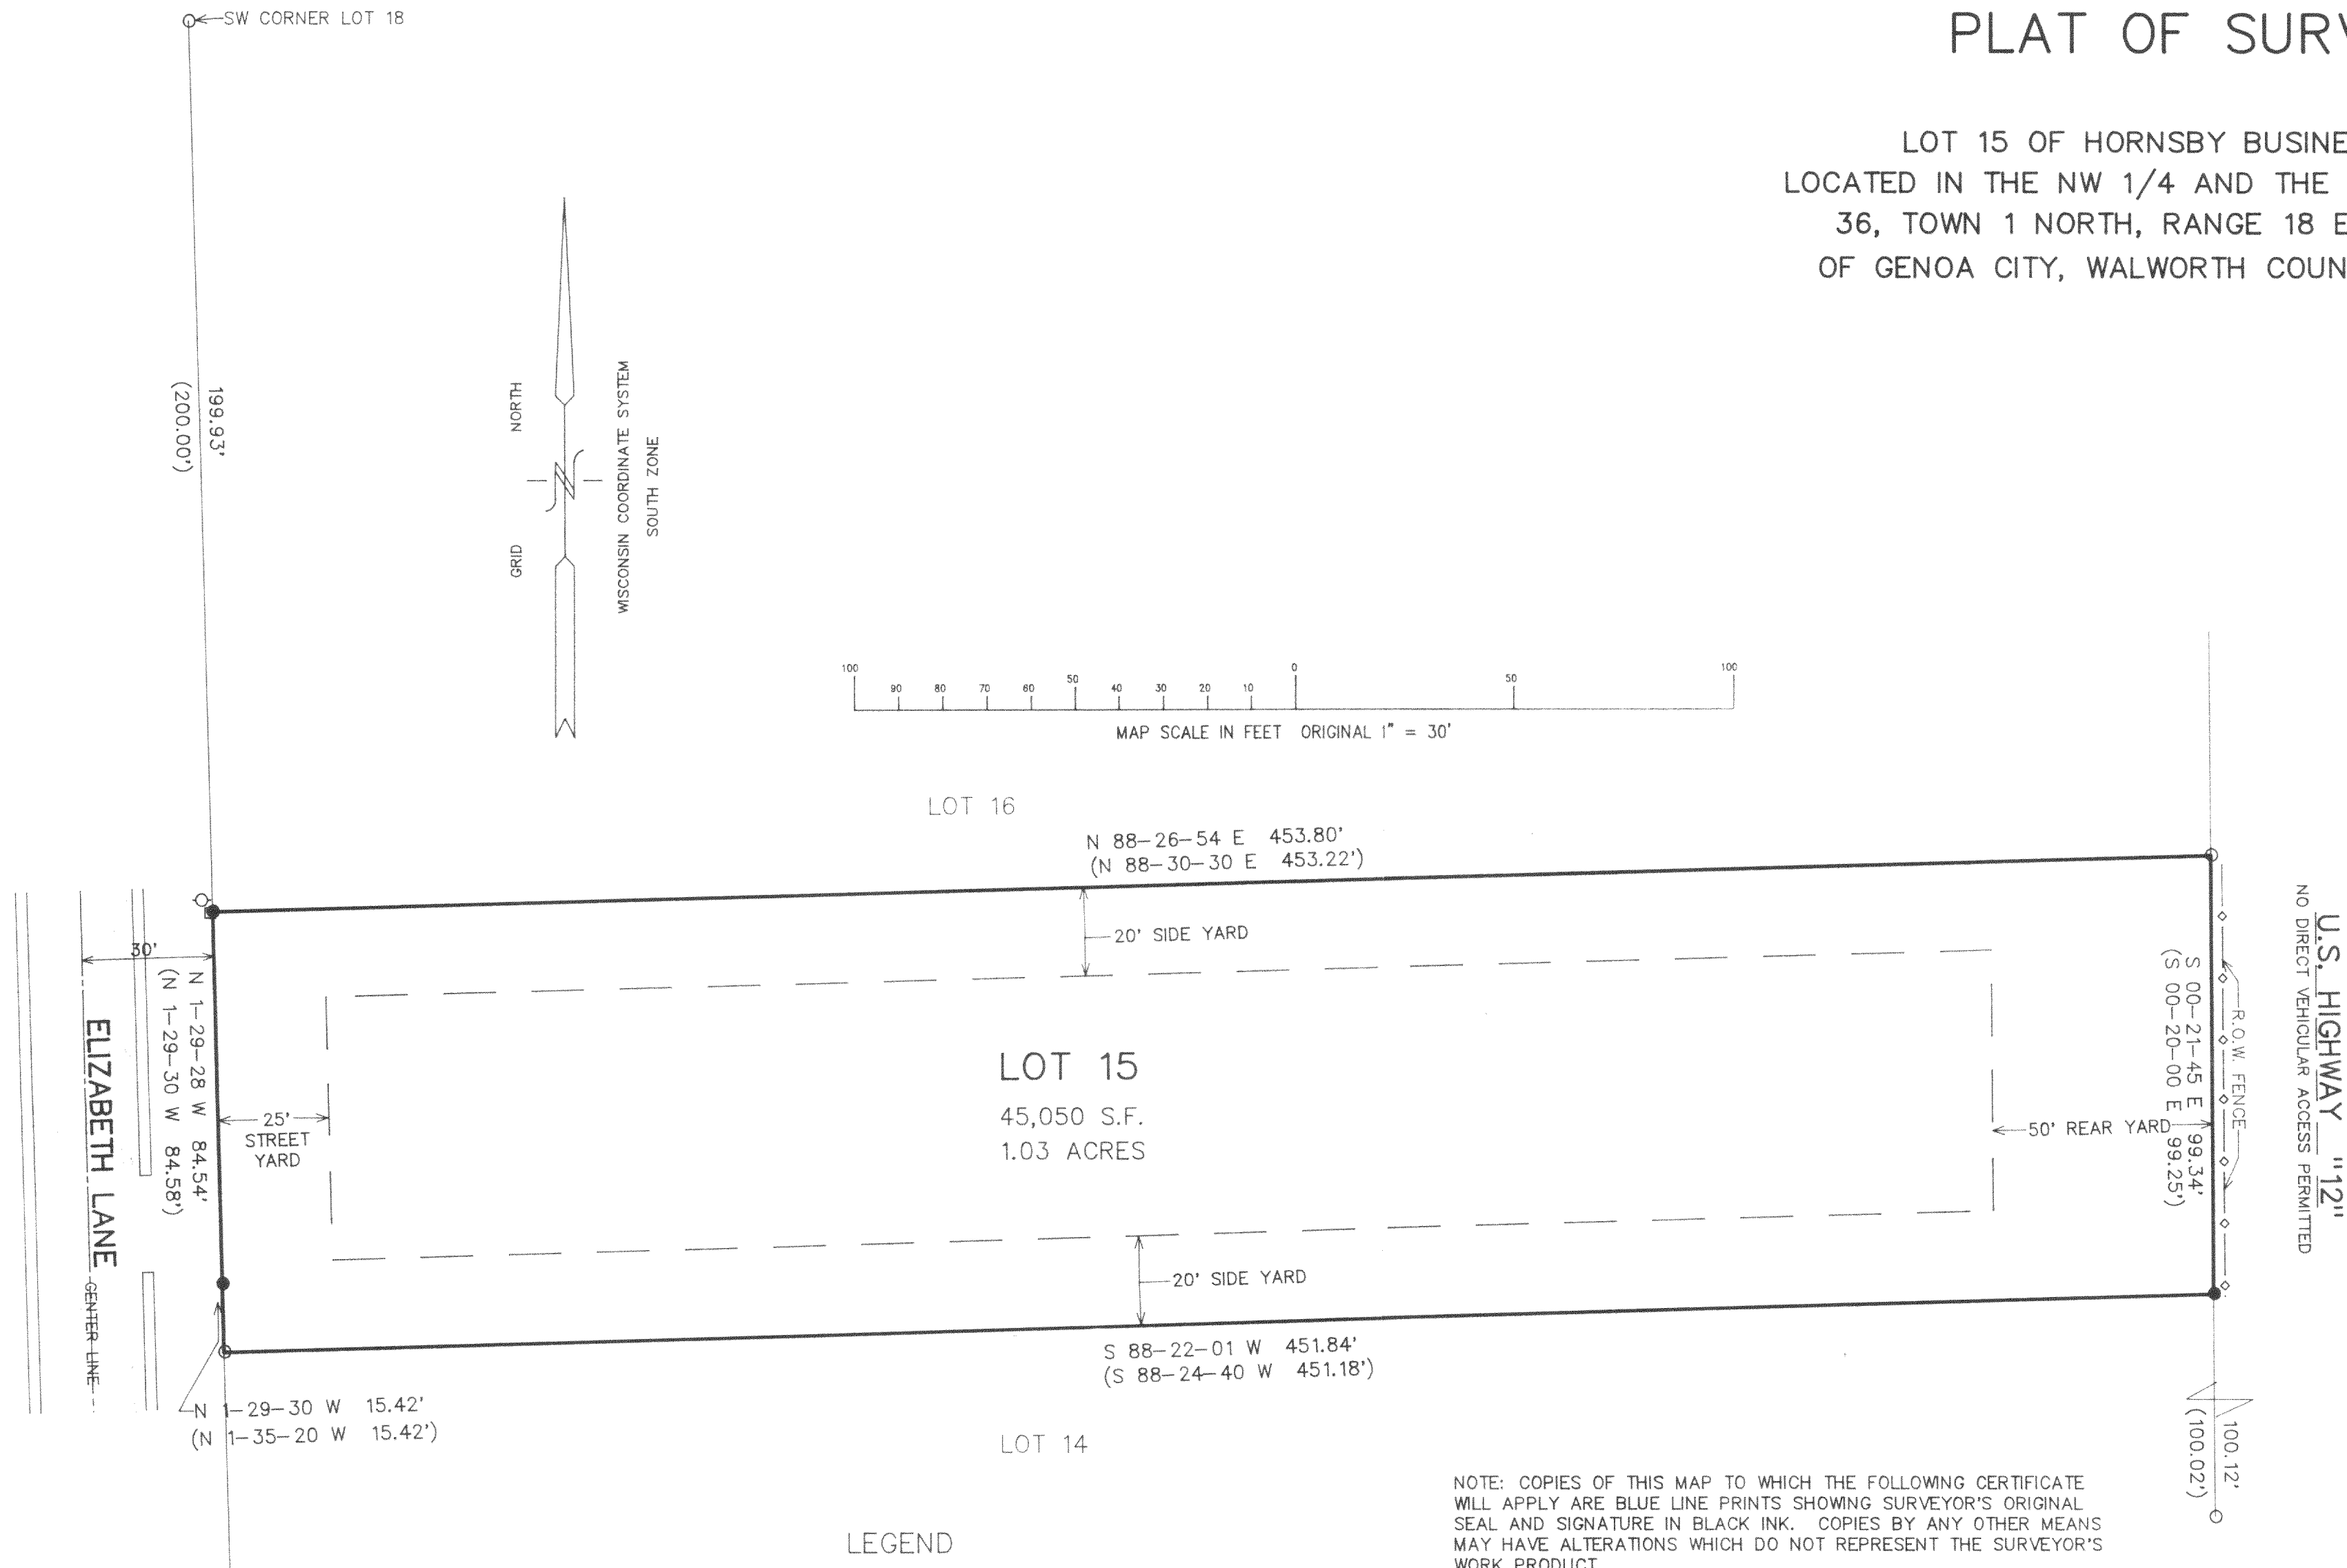 SW CORNER LOT 18
PLAT OF SURV
LOT 15 OF HORNSBY BUSINE
LOCATED IN THE NW 1/4 AND THE
36, TOWN 1 NORTH, RANGE 18 E
OF GENOA CITY, WALWORTH COUN
199.93'
(200.00')
NORTH
GRID
N
WISCONSIN COORDINATE SYSTEM
SOUTH ZONE
100 90 80 70 60 50 40 30 20 10 0 50 100
MAP SCALE IN FEET ORIGINAL 1" = 30'
LOT 16
N 88-26-54 E 453.80'
(N 88-30-30 E 453.22')
20' SIDE YARD
30'
N 1-29-28 W 84.54'
(N 1-29-30 W 84.58')
ELIZABETH LANE
CENTER LINE
25'
STREET
YARD
LOT 15
45,050 S.F.
1.03 ACRES
50' REAR YARD
S 00-21-45 E 99.34'
(S 00-20-00 E 99.25')
R.O.W. FENCE
U.S. HIGHWAY "12"
NO DIRECT VEHICULAR ACCESS PERMITTED
20' SIDE YARD
S 88-22-01 W 451.84'
(S 88-24-40 W 451.18')
N 1-29-30 W 15.42'
(N 1-35-20 W 15.42')
LOT 14
100.12'
(100.02')
LEGEND
NOTE: COPIES OF THIS MAP TO WHICH THE FOLLOWING CERTIFICATE
WILL APPLY ARE BLUE LINE PRINTS SHOWING SURVEYOR'S ORIGINAL
SEAL AND SIGNATURE IN BLACK INK. COPIES BY ANY OTHER MEANS
MAY HAVE ALTERATIONS WHICH DO NOT REPRESENT THE SURVEYOR'S
WORK PRODUCT